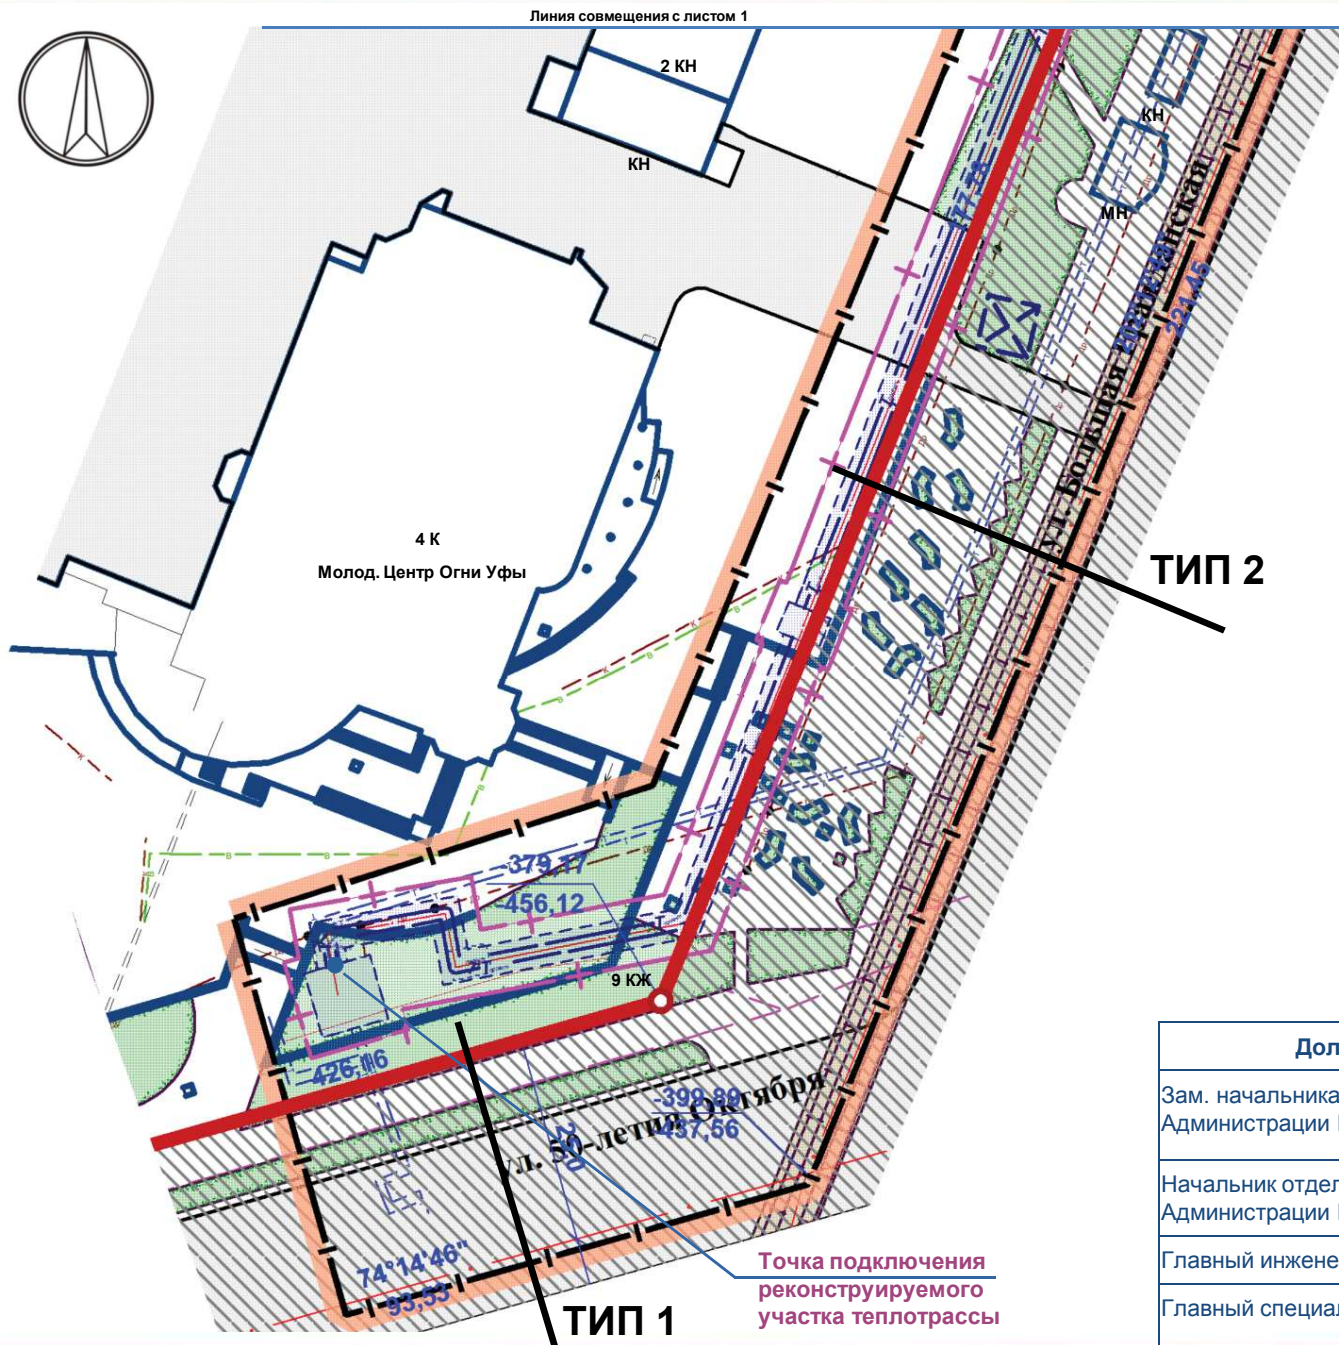 Линия совмещения с листом 1
2 КН
КН
КН
МН
77,78
221,45
ул. Большая Гражданская
4 К
Молод. Центр Огни Уфы
ТИП 2
-379,17
-456,12
9 КЖ
426,16
-399,89
-437,56
ул. 50-летия Октября
74°14'46"
93,53
ТИП 1
Точка подключения
реконструируемого
участка теплотрассы
Дол
Зам. начальника
Администрации
Начальник отдел
Администрации
Главный инжене
Главный специал